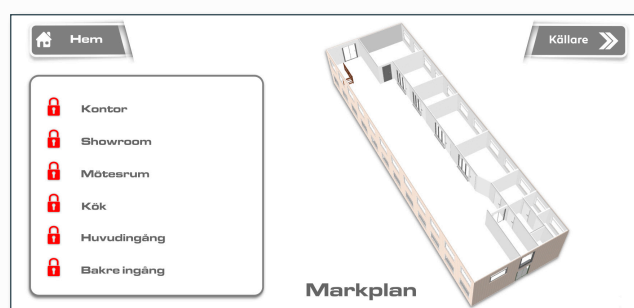 Hem
Källare
Kontor
Showroom
Mötesrum
Kök
Huvudingång
Bakre ingång
Markplan